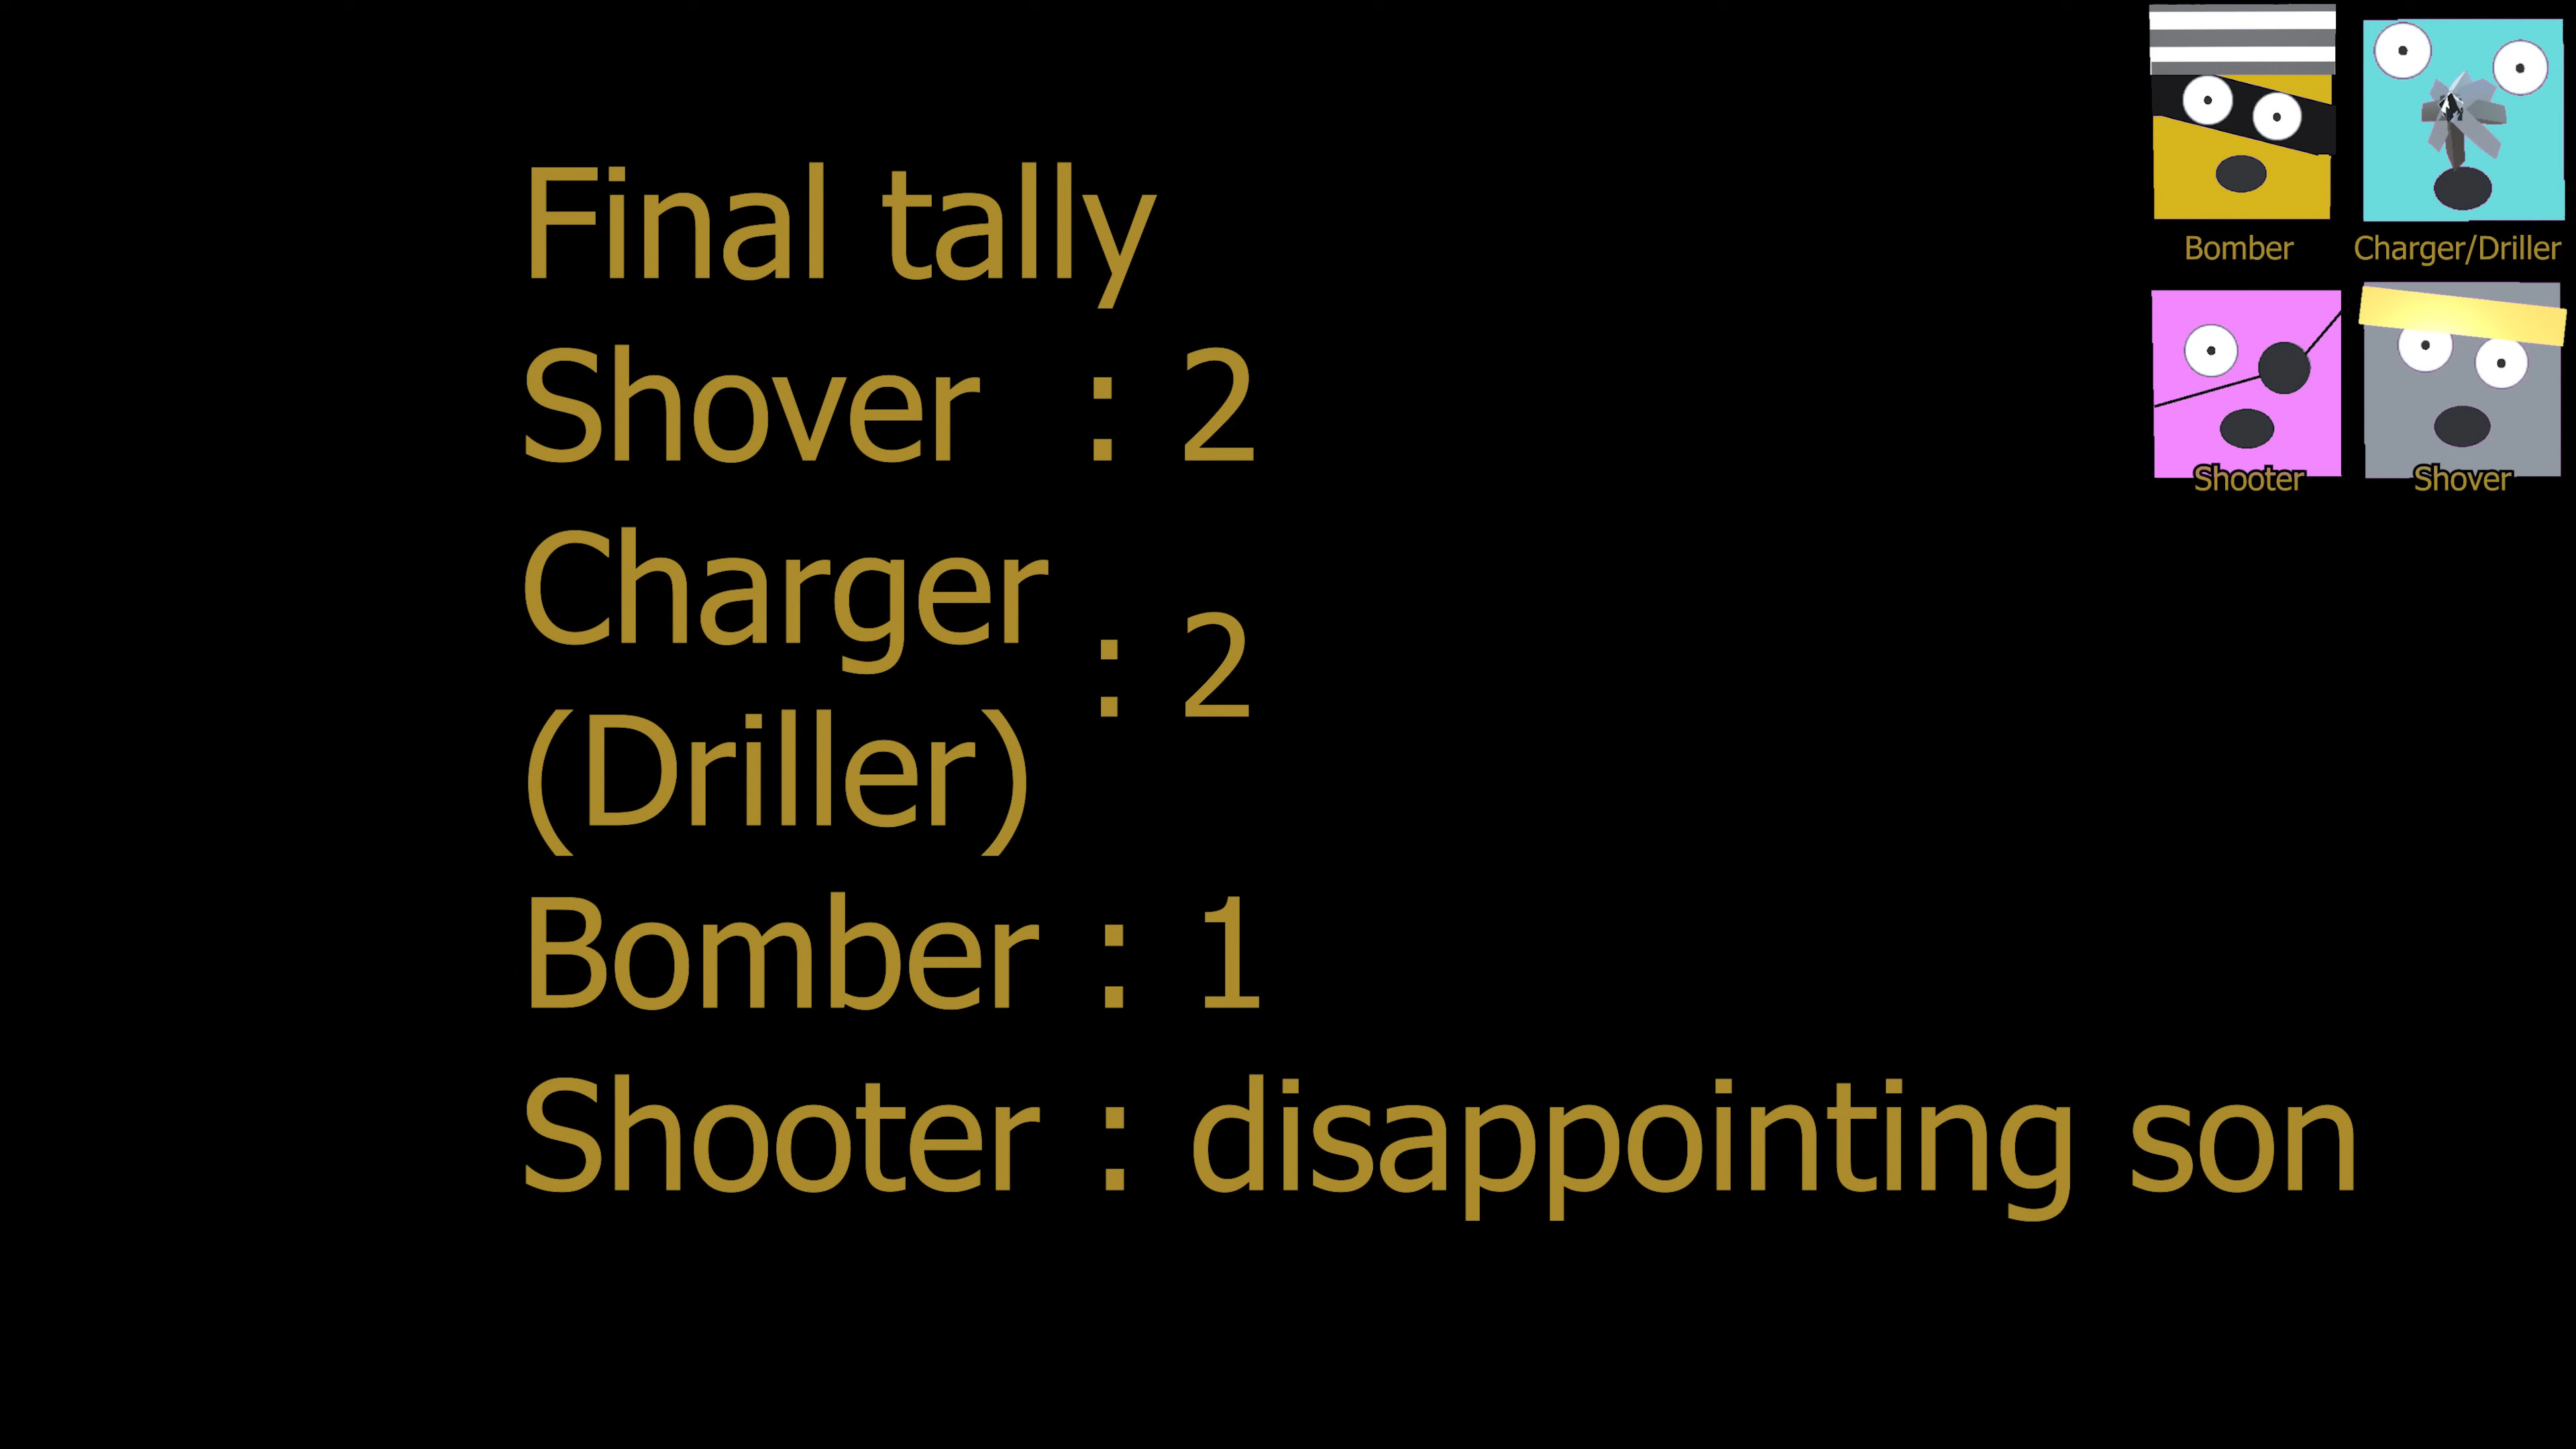 Final tally
Shover : 2
Charger
(Driller) : 2
Bomber : 1
Shooter : disappointing son
Bomber
Charger/Driller
Shooter
Shover